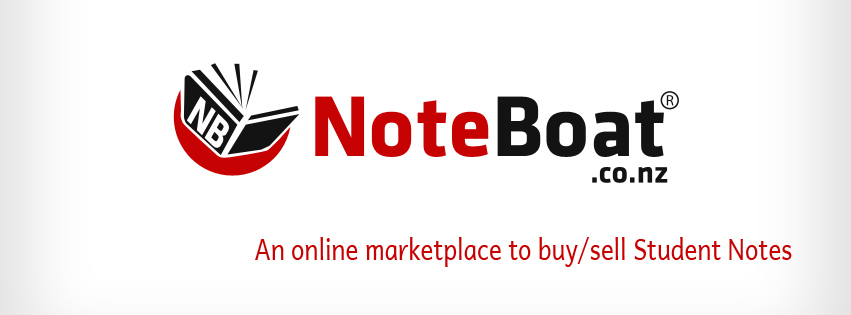 NB
NoteBoat®
.co.nz
An online marketplace to buy/sell Student Notes